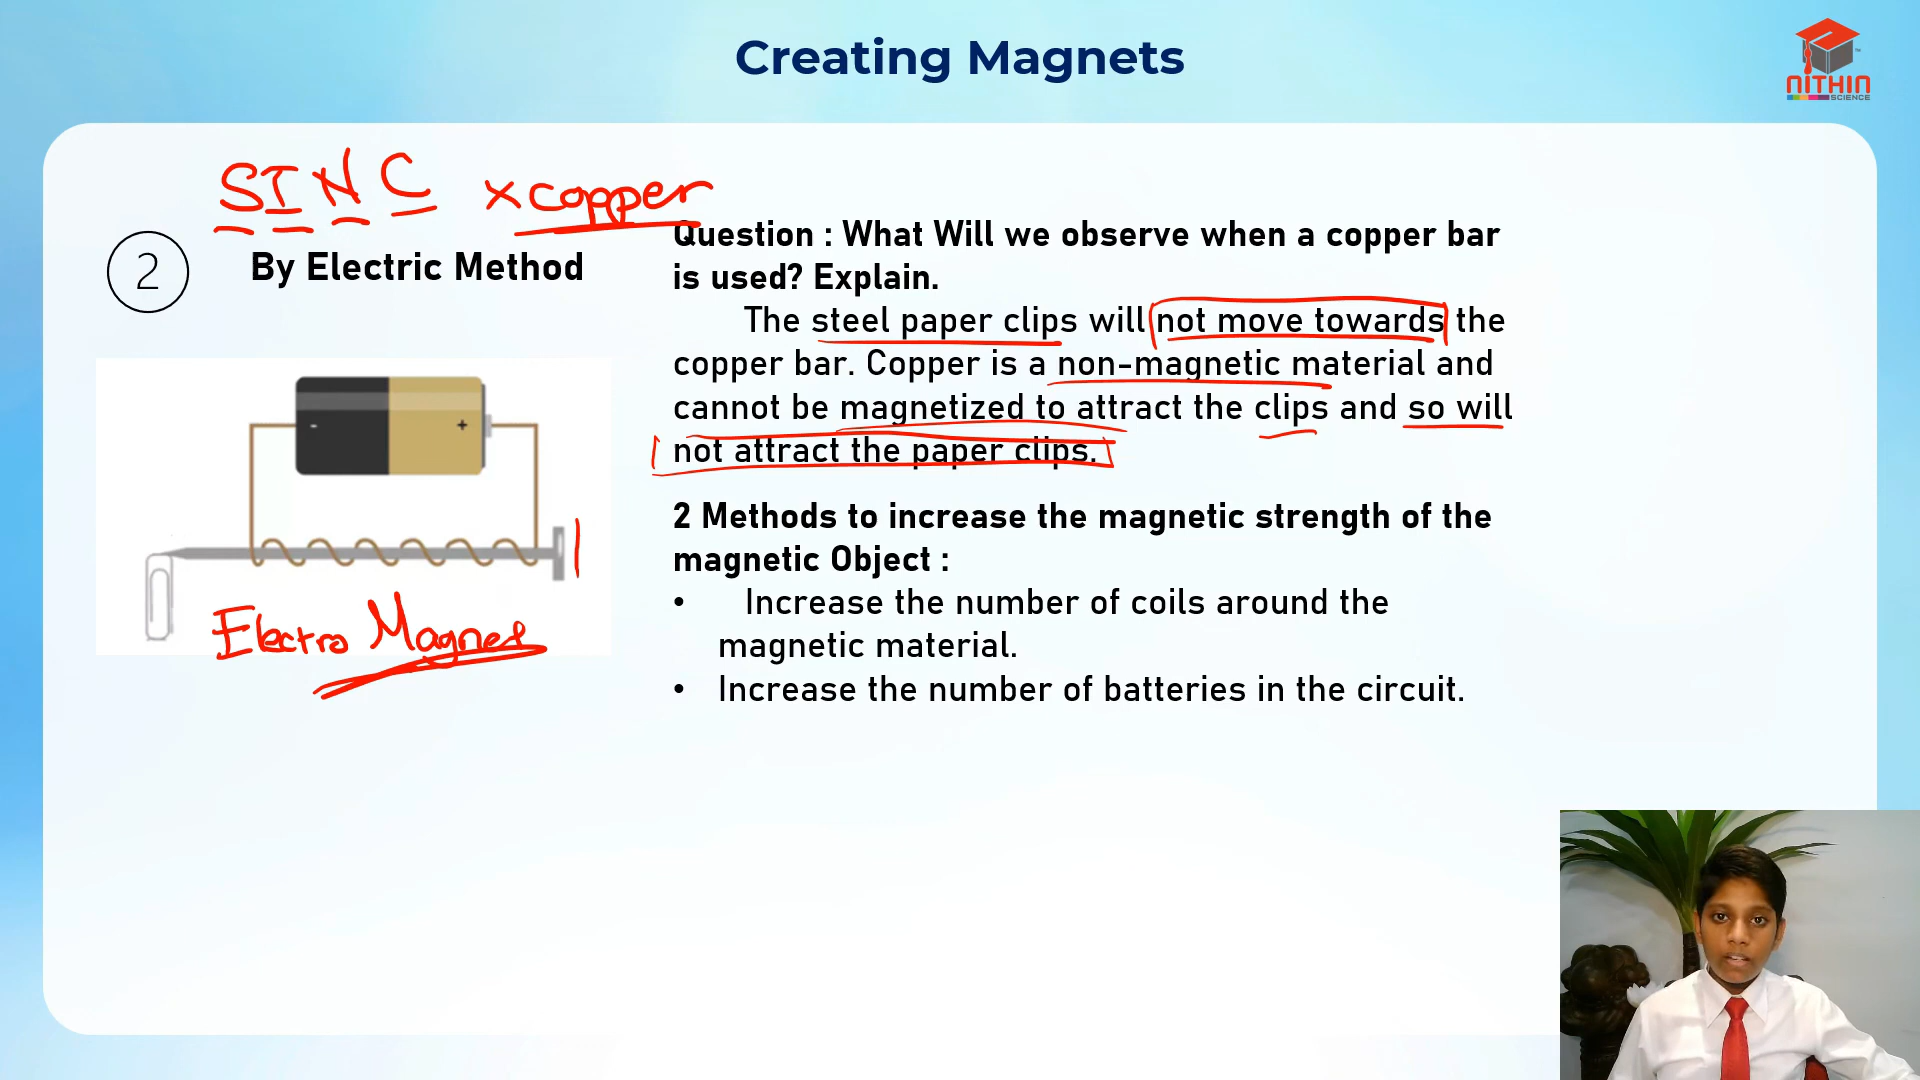 Creating Magnets
NITHIN
SCIENCE
SINC × copper
2
By Electric Method
Question : What Will we observe when a copper bar
is used? Explain.
The steel paper clips will not move towards the
copper bar. Copper is a non-magnetic material and
cannot be magnetized to attract the clips and so will
not attract the paper clips.
- +
Electro Magnet
2 Methods to increase the magnetic strength of the
magnetic Object :
• Increase the number of coils around the
magnetic material.
• Increase the number of batteries in the circuit.